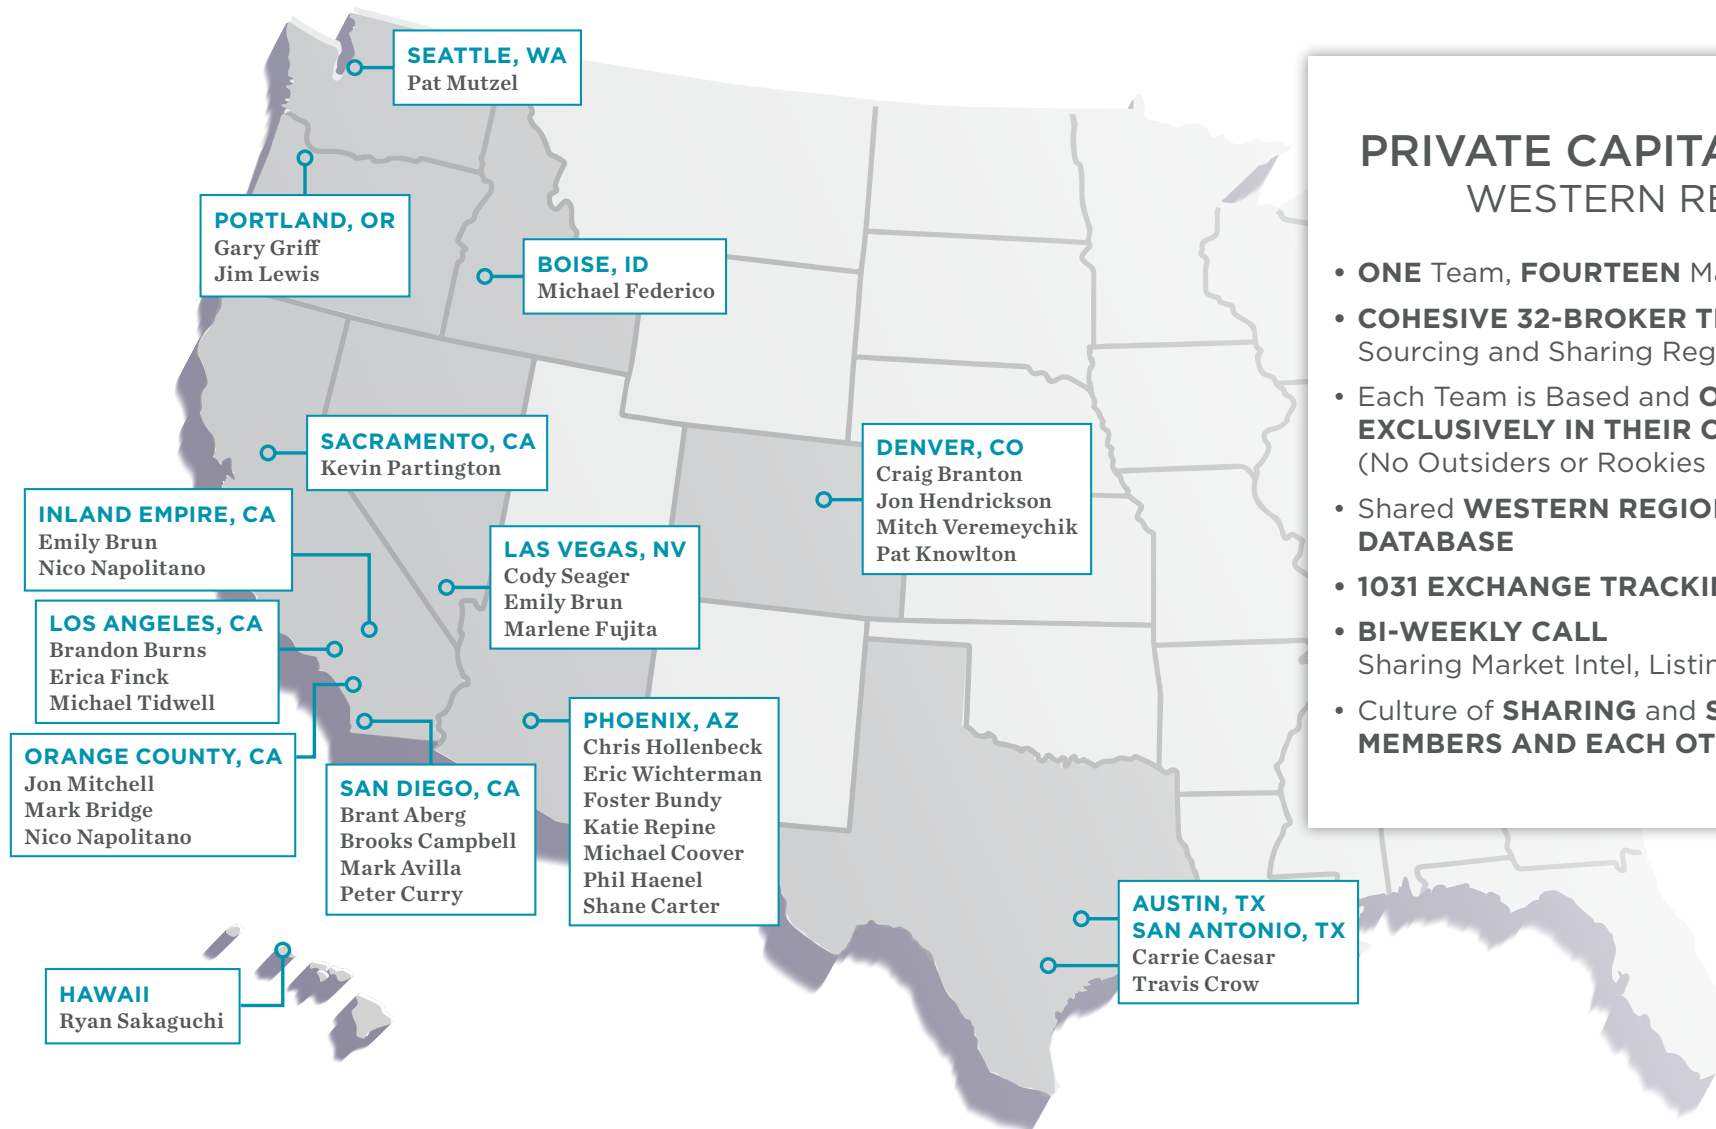 SEATTLE, WA
Pat Mutzel
PORTLAND, OR
Gary Griff
Jim Lewis
BOISE, ID
Michael Federico
SACRAMENTO, CA
Kevin Partington
INLAND EMPIRE, CA
Emily Brun
Nico Napolitano
LAS VEGAS, NV
Cody Seager
Emily Brun
Marlene Fujita
DENVER, CO
Craig Branton
Jon Hendrickson
Mitch Veremeychik
Pat Knowlton
LOS ANGELES, CA
Brandon Burns
Erica Finck
Michael Tidwell
ORANGE COUNTY, CA
Jon Mitchell
Mark Bridge
Nico Napolitano
SAN DIEGO, CA
Brant Aberg
Brooks Campbell
Mark Avilla
Peter Curry
PHOENIX, AZ
Chris Hollenbeck
Eric Wichterman
Foster Bundy
Katie Repine
Michael Coover
Phil Haenel
Shane Carter
AUSTIN, TX
SAN ANTONIO, TX
Carrie Caesar
Travis Crow
HAWAII
Ryan Sakaguchi
PRIVATE
WESTERN
• ONE Team, FOURTEEN
• COHESIVE 32-BROKER
Sourcing and Sharing
• Each Team is Based and
EXCLUSIVELY IN THEIR
(No Outsiders or Rookies
• Shared WESTERN
DATABASE
• 1031 EXCHANGE
• BI-WEEKLY CALL
Sharing Market Intel,
• Culture of SHARING and
MEMBERS AND EACH